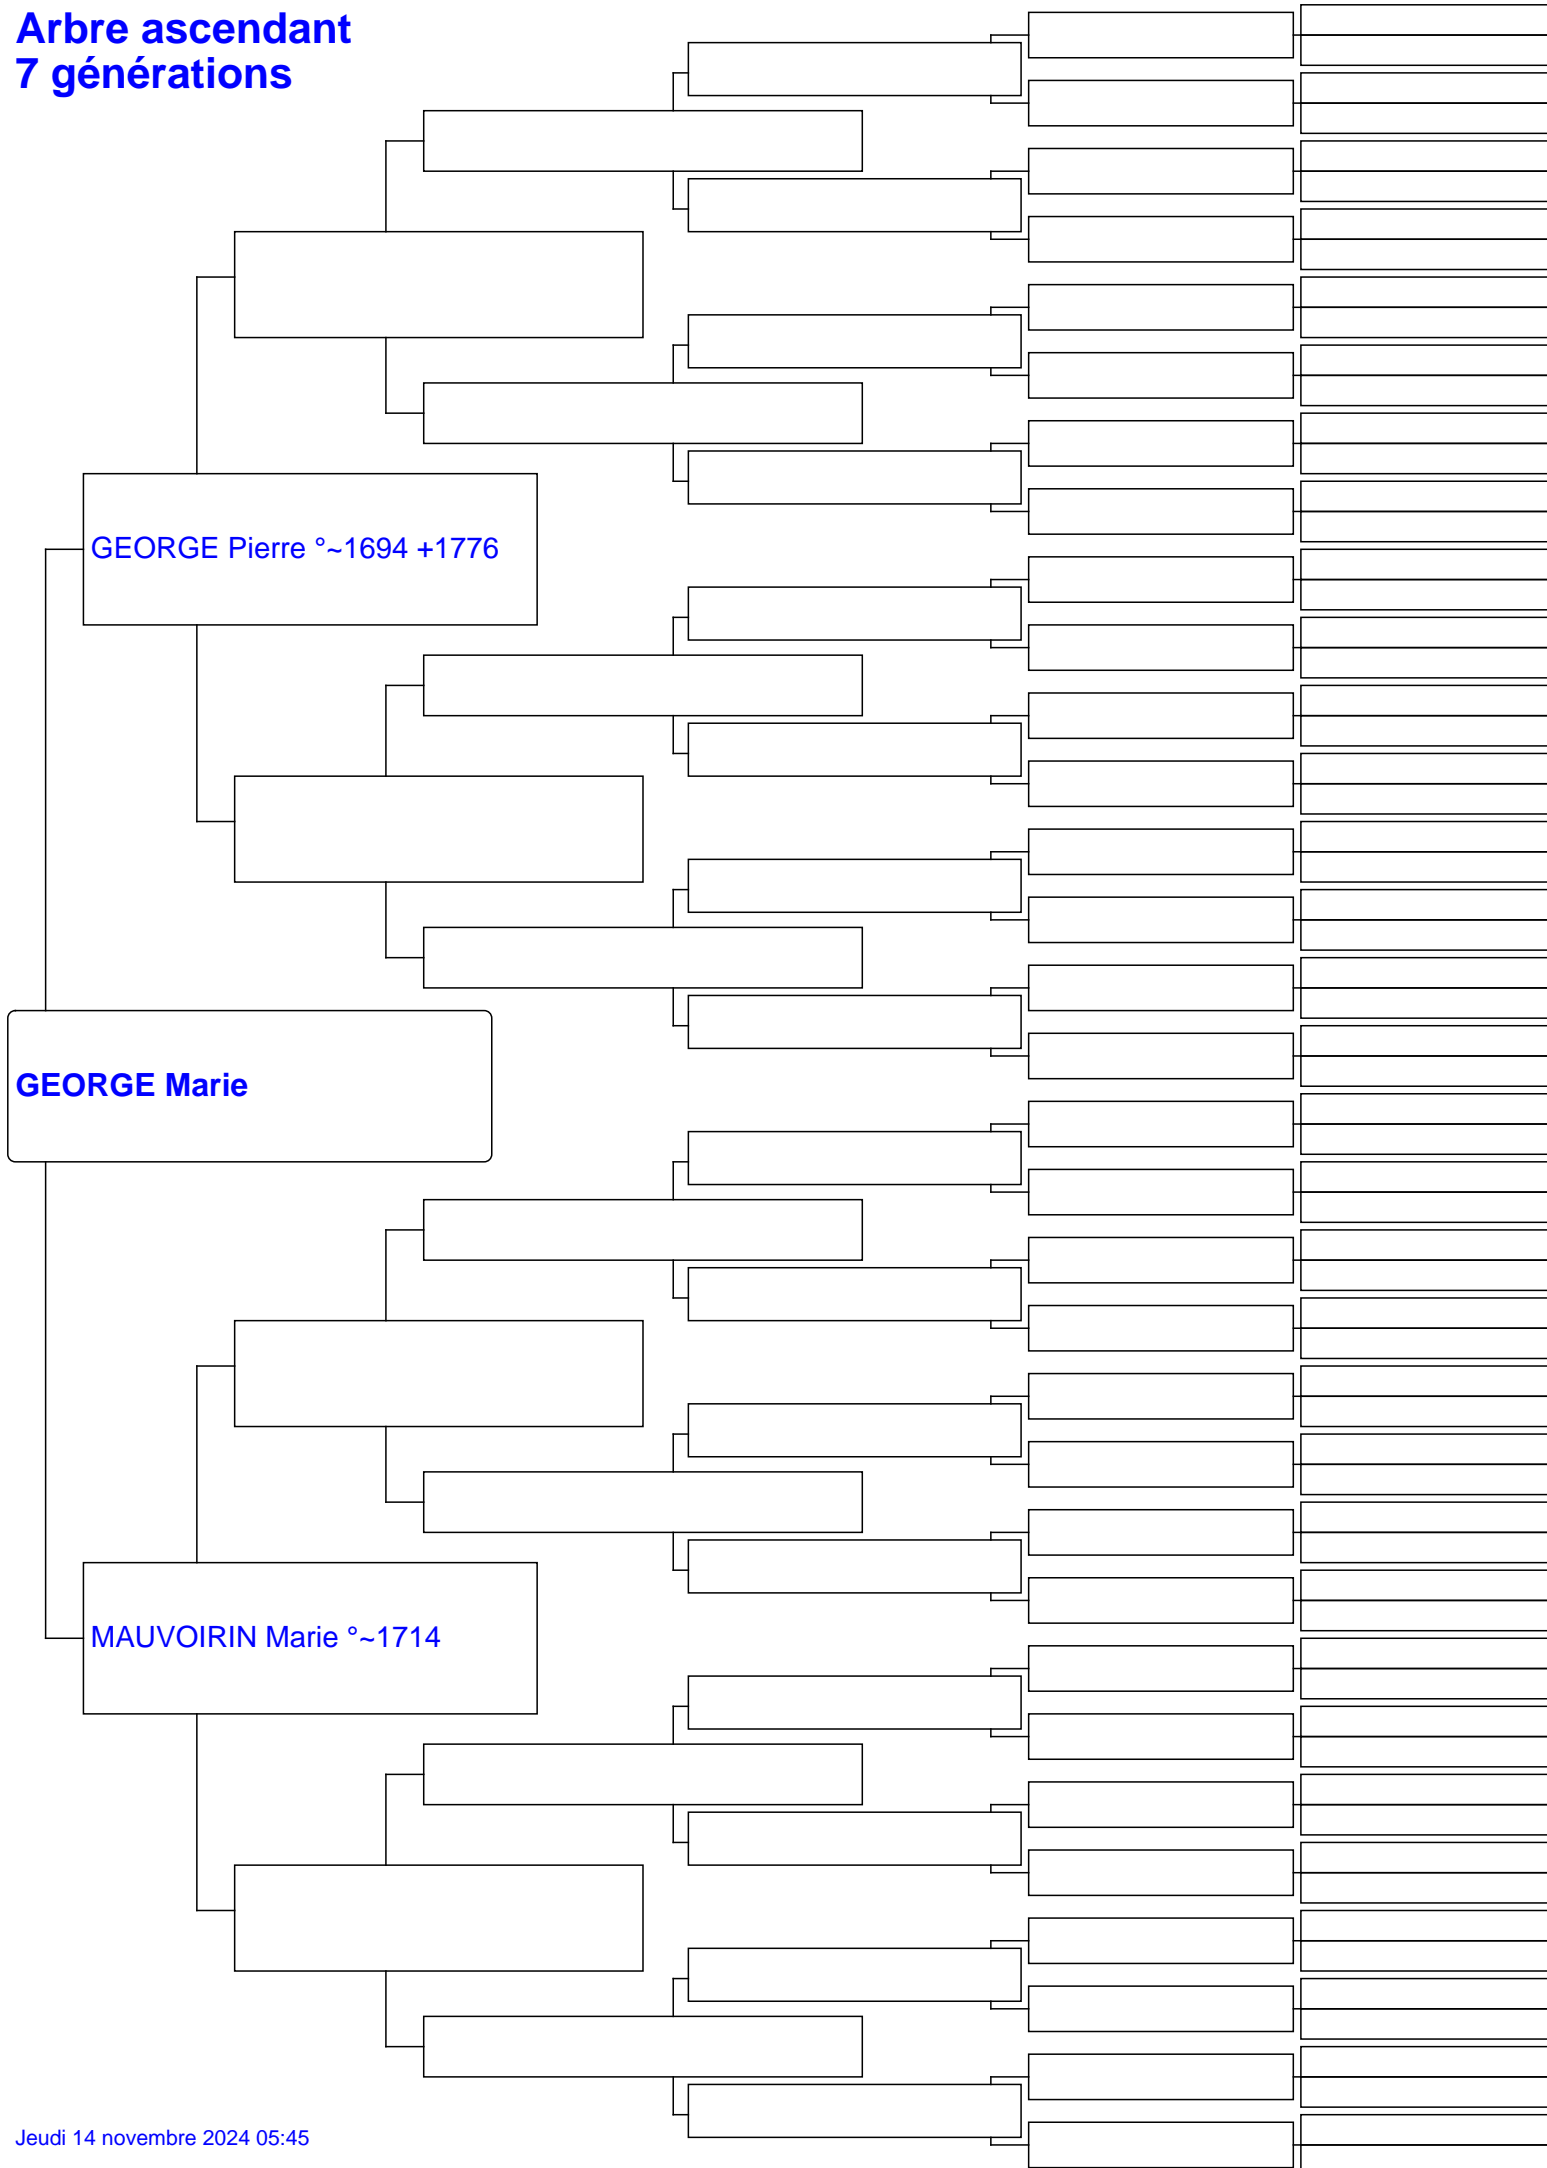 Arbre ascendant
7 générations
GEORGE Pierre °~1694 +1776
GEORGE Marie
MAUVOIRIN Marie °~1714
Jeudi 14 novembre 2024 05:45